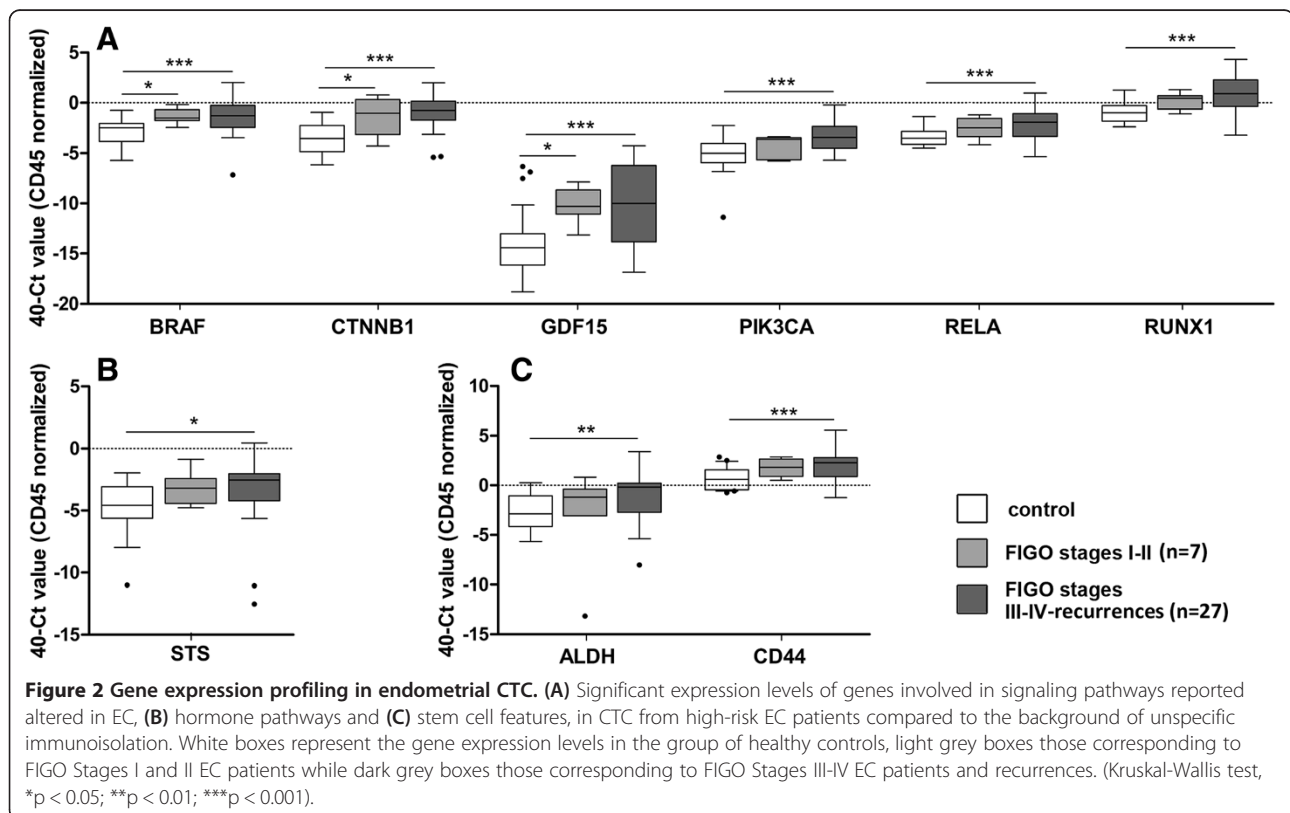 A
40-Ct value (CD45 normalized)
5
0
-5
-10
-15
-20
*
***
*
***
*
***
***
***
***
BRAF
CTNNB1
GDF15
PIK3CA
RELA
RUNX1
B
40-Ct value (CD45 normalized)
5
0
-5
-10
-15
*
STS
C
40-Ct value (CD45 normalized)
10
5
0
-5
-10
-15
**
***
ALDH
CD44
control
FIGO stages I-II (n=7)
FIGO stages
III-IV-recurrences (n=27)
Figure 2 Gene expression profiling in endometrial CTC. (A) Significant expression levels of genes involved in signaling pathways reported
altered in EC, (B) hormone pathways and (C) stem cell features, in CTC from high-risk EC patients compared to the background of unspecific
immunoisolation. White boxes represent the gene expression levels in the group of healthy controls, light grey boxes those corresponding to
FIGO Stages I and II EC patients while dark grey boxes those corresponding to FIGO Stages III-IV EC patients and recurrences. (Kruskal-Wallis test,
*p < 0.05; **p < 0.01; ***p < 0.001).